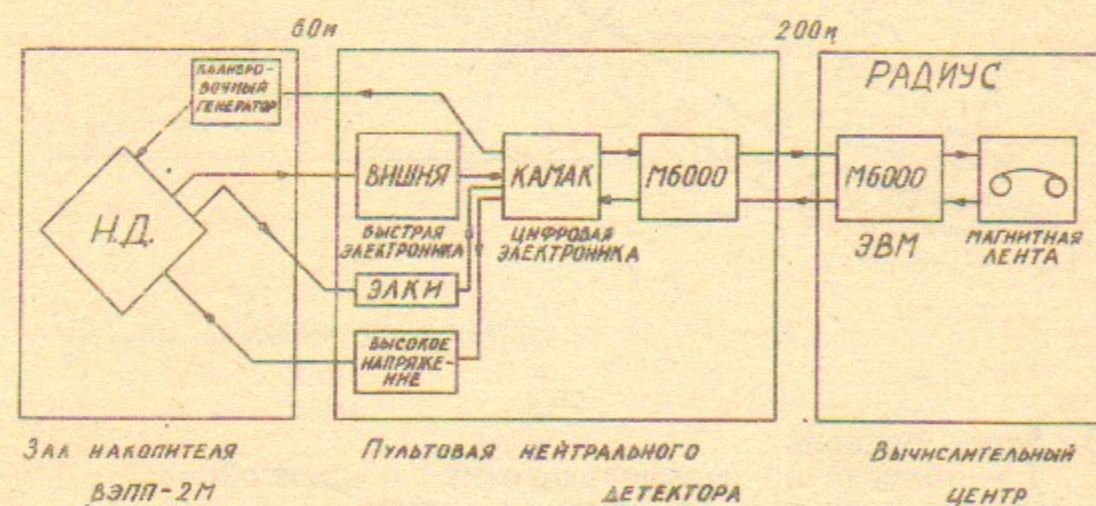 60м
200м
КАЛИБРО-
ВОЧНЫЙ
ГЕНЕРАТОР
Н.Д.
ВИШНЯ
БЫСТРАЯ
ЭЛЕКТРОНИКА
КАМАК
ЦИФРОВАЯ
ЭЛЕКТРОНИКА
М6000
ЭЛКИ
ВЫСОКОЕ
НАПРЯЖЕ-
НИЕ
РАДИУС
М6000
ЭВМ
МАГНИТНАЯ
ЛЕНТА
ЗАЛ НАКОПИТЕЛЯ
ВЭПП-2М
ПУЛЬТОВАЯ НЕЙТРАЛЬНОГО
ДЕТЕКТОРА
ВЫЧИСЛИТЕЛЬНЫЙ
ЦЕНТР